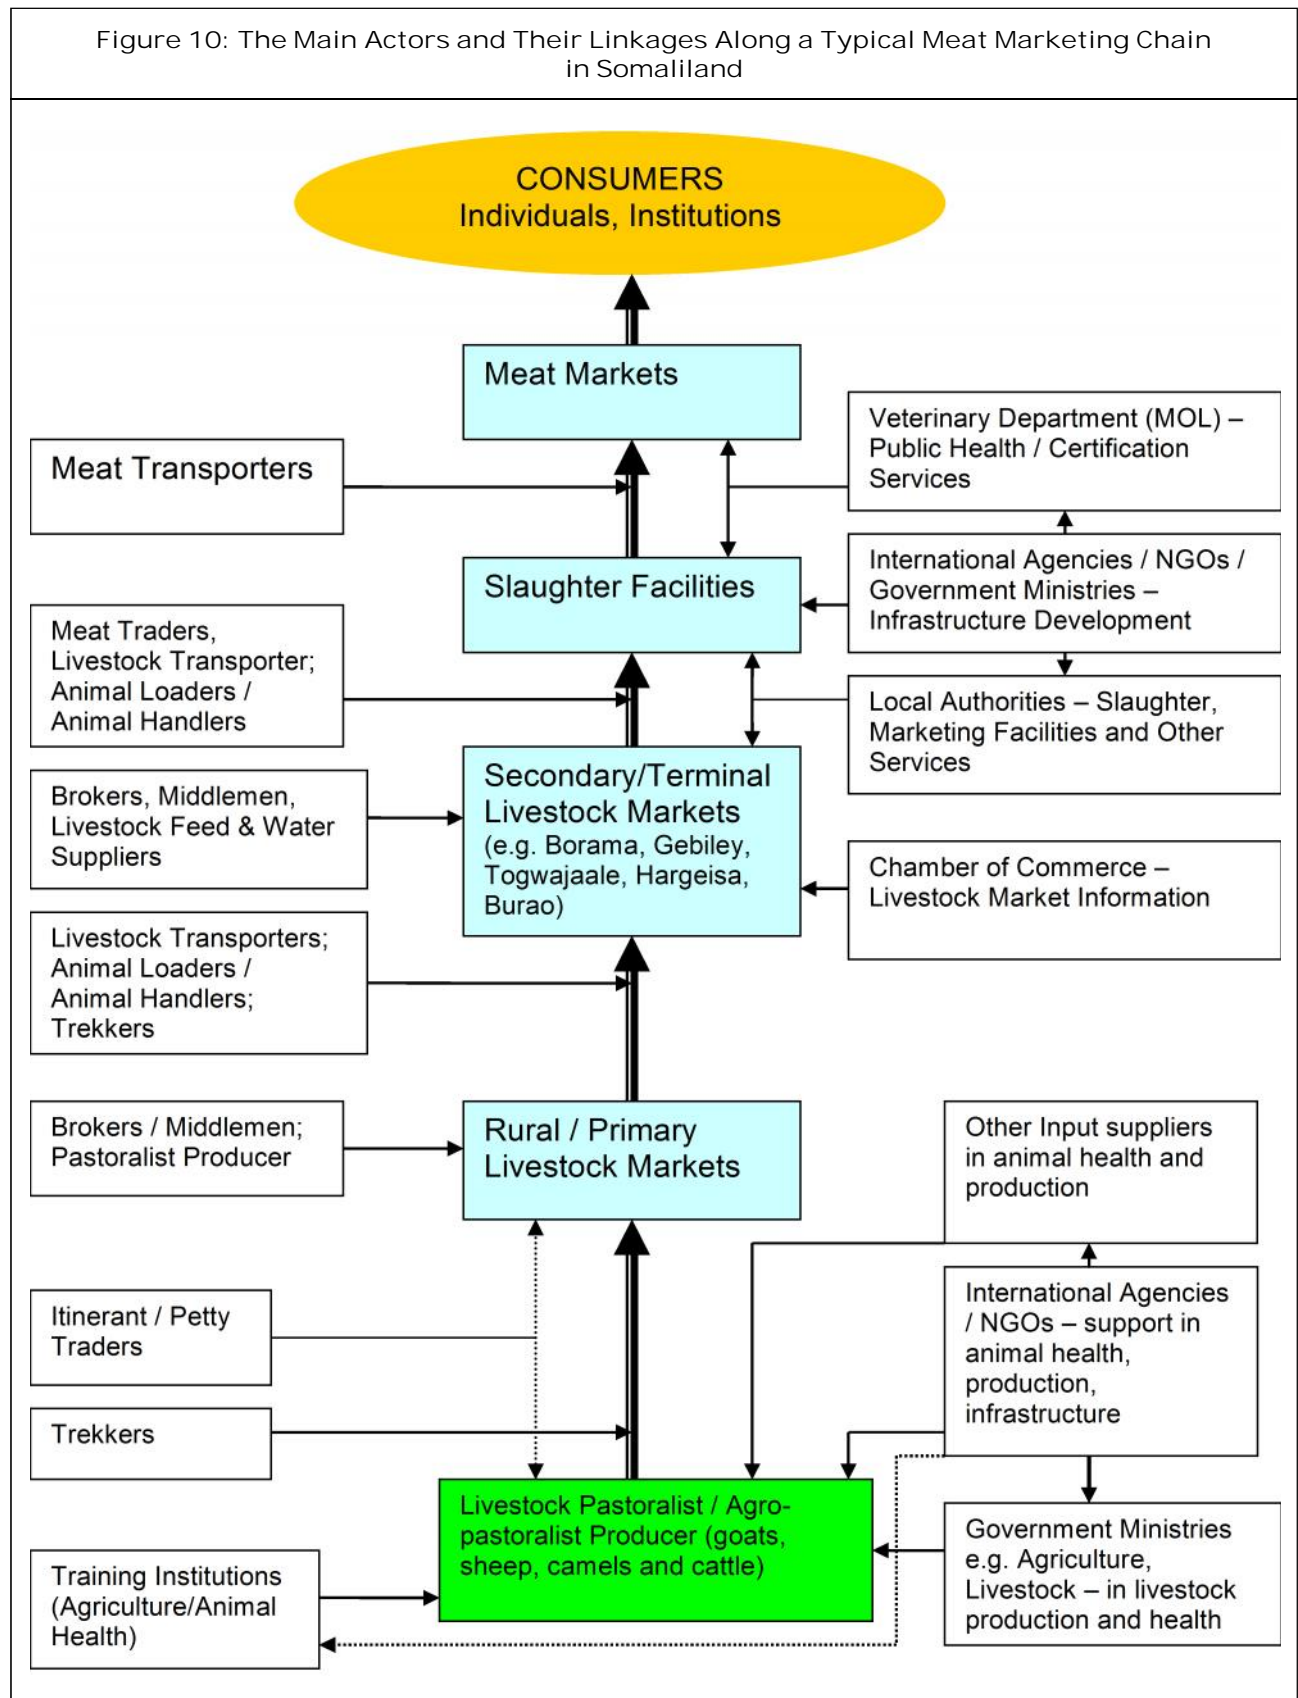 Figure 10: The Main Actors and Their Linkages Along a Typical Meat Marketing Chain
in Somaliland
CONSUMERS
Individuals, Institutions
Meat Markets
Meat Transporters
Veterinary Department (MOL) –
Public Health / Certification
Services
Slaughter Facilities
International Agencies / NGOs /
Government Ministries –
Infrastructure Development
Meat Traders,
Livestock Transporter;
Animal Loaders /
Animal Handlers
Local Authorities – Slaughter,
Marketing Facilities and Other
Services
Secondary/Terminal
Livestock Markets
(e.g. Borama, Gebiley,
Togwajaale, Hargeisa,
Burao)
Brokers, Middlemen,
Livestock Feed & Water
Suppliers
Chamber of Commerce –
Livestock Market Information
Livestock Transporters;
Animal Loaders /
Animal Handlers;
Trekkers
Brokers / Middlemen;
Pastoralist Producer
Rural / Primary
Livestock Markets
Other Input suppliers
in animal health and
production
Itinerant / Petty
Traders
International Agencies
/ NGOs – support in
animal health,
production,
infrastructure
Trekkers
Livestock Pastoralist / Agro-
pastoralist Producer (goats,
sheep, camels and cattle)
Government Ministries
e.g. Agriculture,
Livestock – in livestock
production and health
Training Institutions
(Agriculture/Animal
Health)